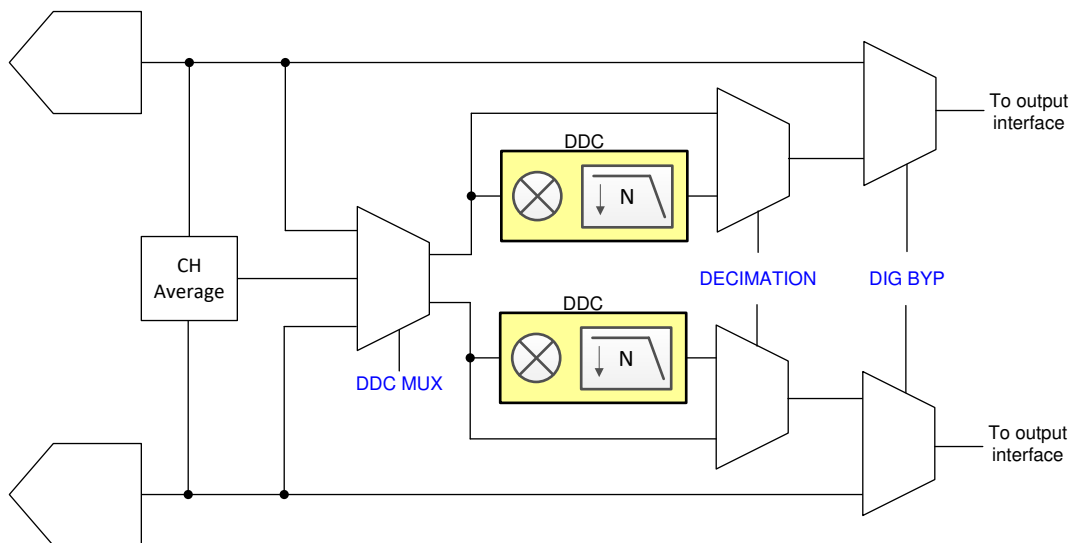 To output
interface
DDC
N
CH
Average
DECIMATION
DIG BYP
DDC
N
DDC MUX
To output
interface